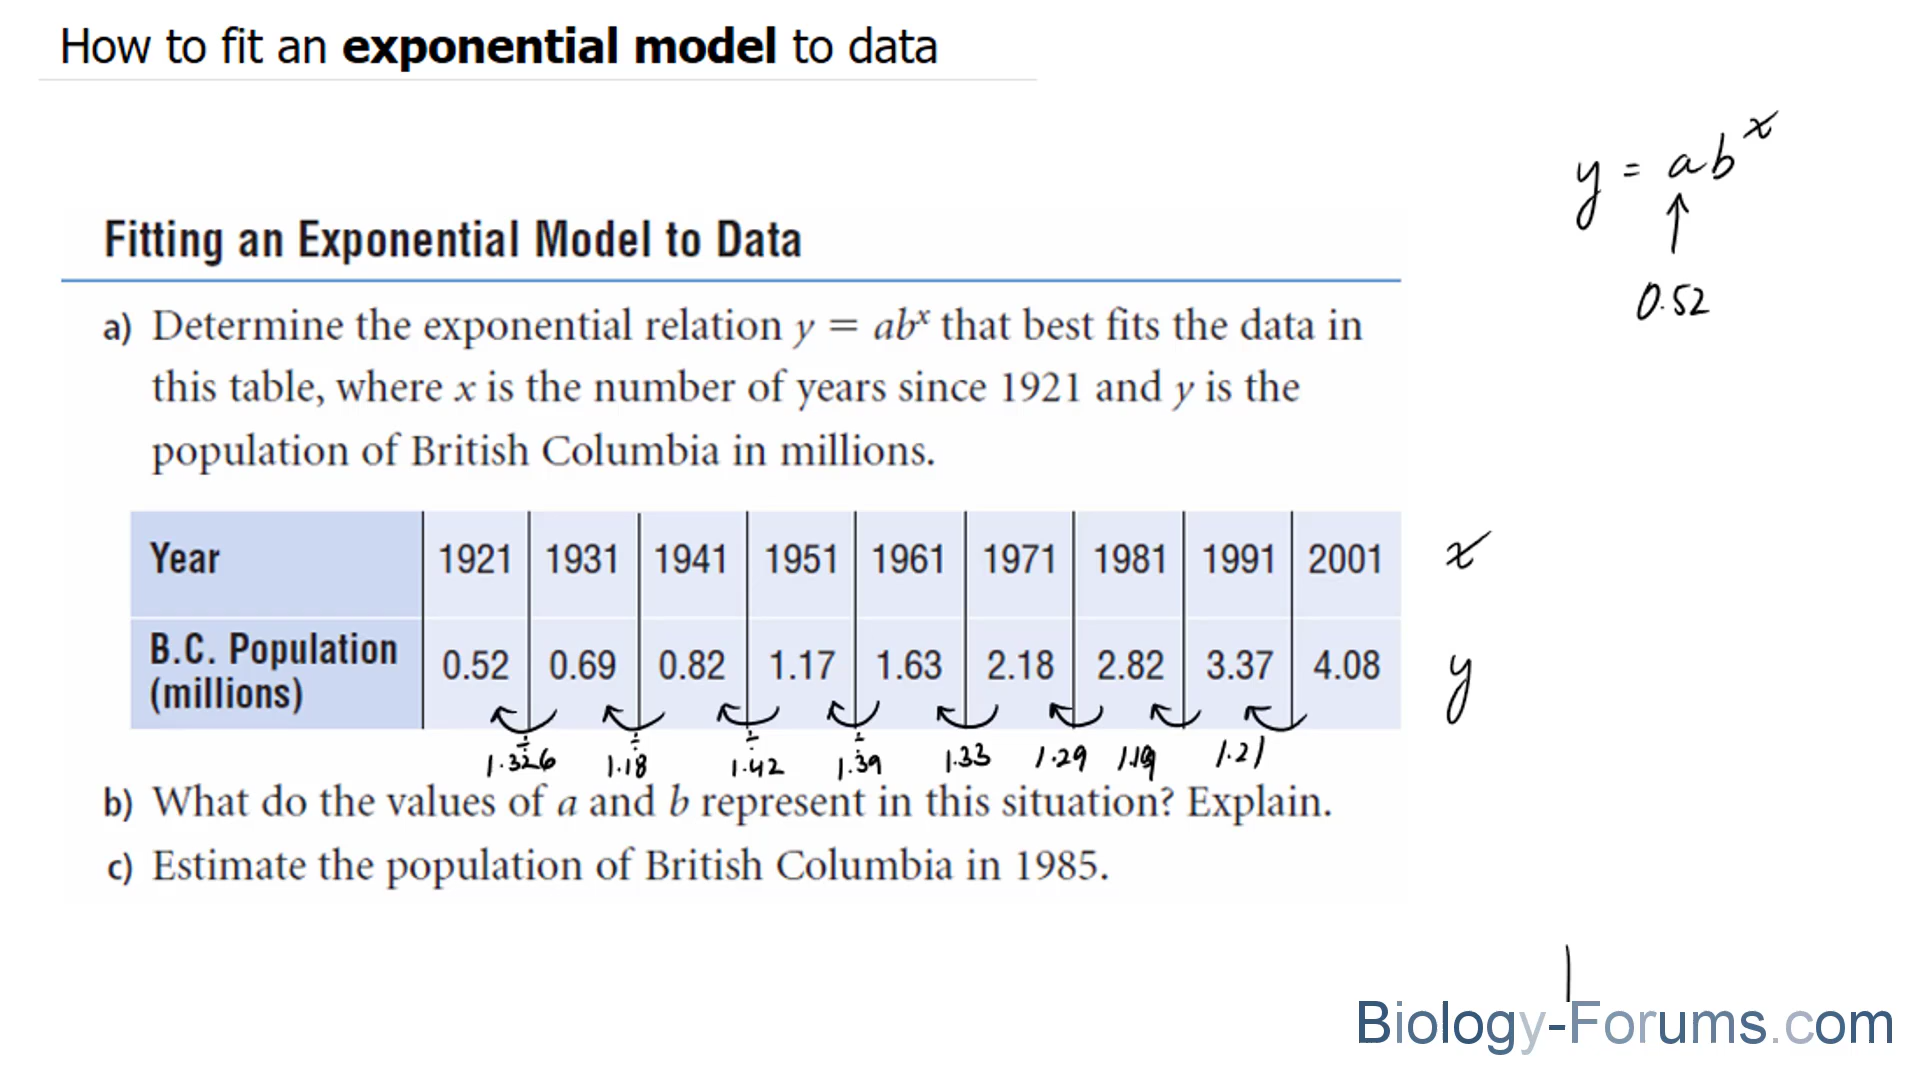 How to fit an exponential model to data
y = ab^x
0.52
Fitting an Exponential Model to Data
a) Determine the exponential relation y = ab^x that best fits the data in
this table, where x is the number of years since 1921 and y is the
population of British Columbia in millions.
Year 1921 1931 1941 1951 1961 1971 1981 1991 2001 x
B.C. Population (millions) 0.52 0.69 0.82 1.17 1.63 2.18 2.82 3.37 4.08 y
÷ ÷ ÷ ÷
1.326 1.18 1.42 1.39 1.33 1.29 1.19 1.21
b) What do the values of a and b represent in this situation? Explain.
c) Estimate the population of British Columbia in 1985.
Biology-Forums.com